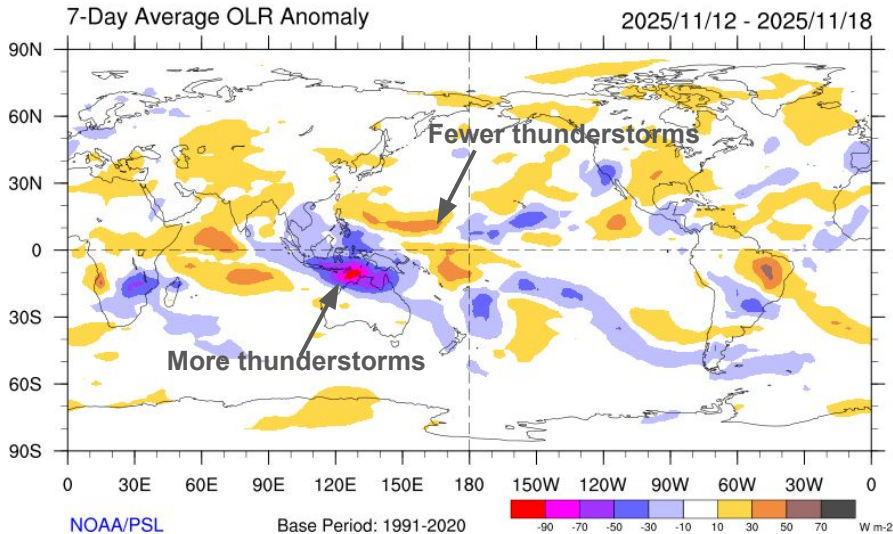 7-Day Average OLR Anomaly 2025/11/12 - 2025/11/18
90N
60N
Fewer thunderstorms
30N
0
30S
More thunderstorms
60S
90S
0 30E 60E 90E 120E 150E 180 150W 120W 90W 60W 30W 0
-90 -70 -50 -30 -10 10 30 50 70 W m-2
NOAA/PSL Base Period: 1991-2020